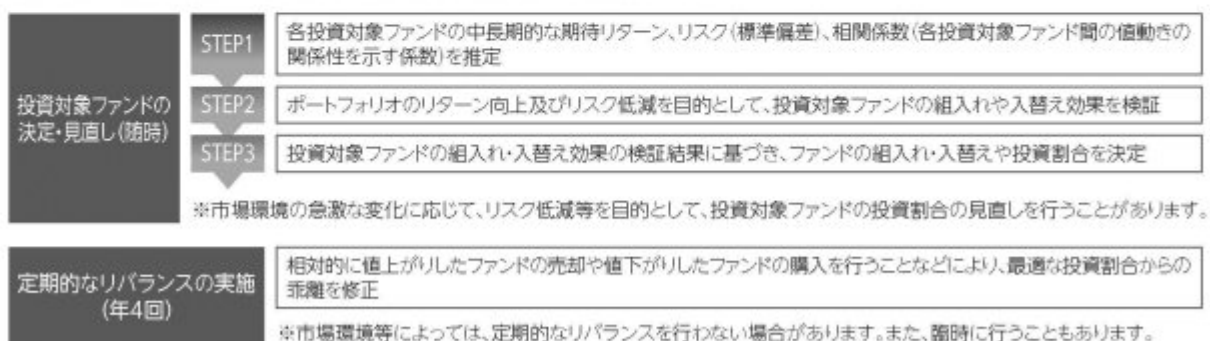 投資対象ファンドの
決定・見直し(随時)
STEP1
各投資対象ファンドの中長期的な期待リターン、リスク(標準偏差)、相関係数(各投資対象ファンド間の値動きの
関係性を示す係数)を推定
STEP2
ポートフォリオのリターン向上及びリスク低減を目的として、投資対象ファンドの組入れや入替え効果を検証
STEP3
投資対象ファンドの組入れ・入替え効果の検証結果に基づき、ファンドの組入れ・入替えや投資割合を決定
※市場環境の急激な変化に応じて、リスク低減等を目的として、投資対象ファンドの投資割合の見直しを行うことがあります。
定期的なリバランスの実施
(年4回)
相対的に値上がりしたファンドの売却や値下がりしたファンドの購入を行うことなどにより、最適な投資割合からの
乖離を修正
※市場環境等によっては、定期的なリバランスを行わない場合があります。また、臨時に行うこともあります。